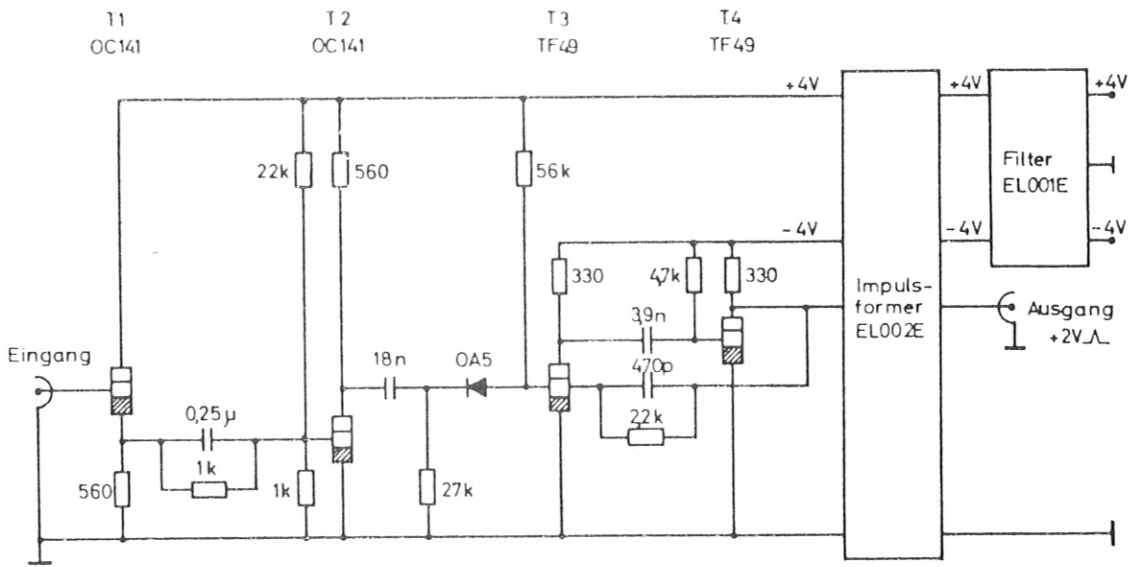 T1
OC141
T2
OC141
T3
TF49
T4
TF49
+4V
+4V
+4V
22k
560
56k
Filter
EL001E
-4V
-4V
-4V
330
4,7k
330
Impuls-
former
EL002E
Ausgang
+2V
Eingang
3,9n
18n
OA5
470p
0,25µ
2,2k
1k
560
1k
27k